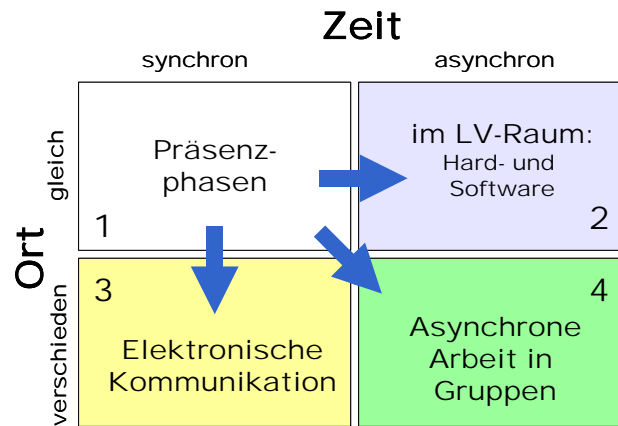 Zeit
synchron
asynchron
Ort
gleich
verschieden
Präsenz-
phasen
1
im LV-Raum:
Hard- und
Software
2
3
Elektronische
Kommunikation
4
Asynchrone
Arbeit in
Gruppen